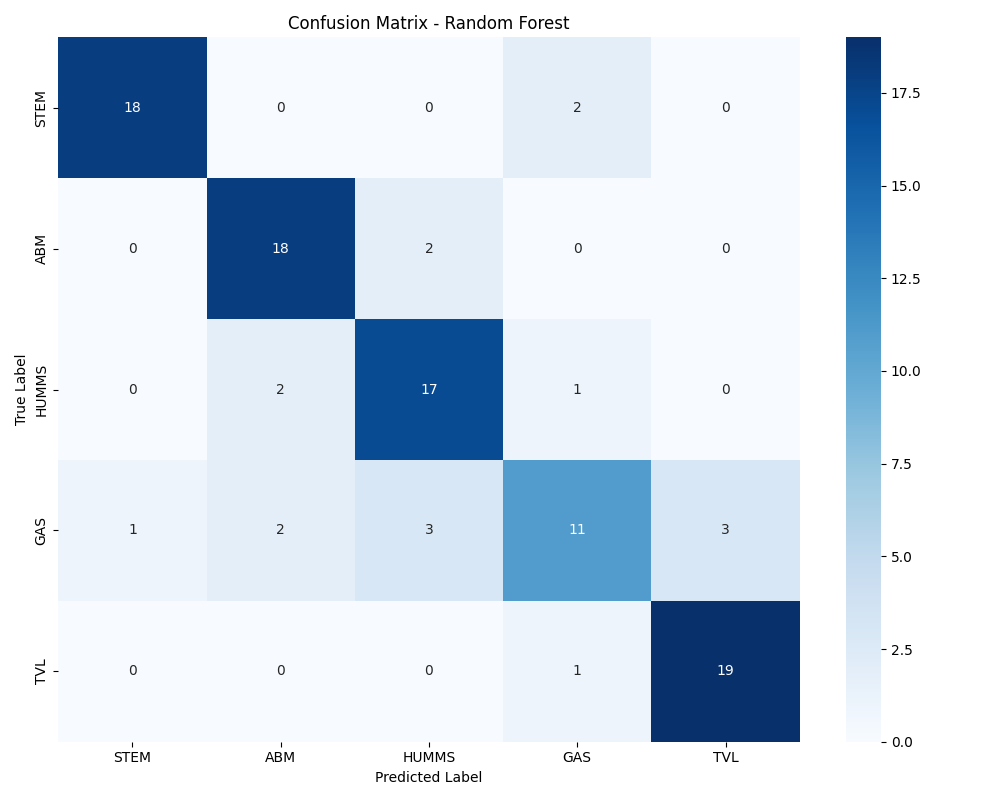 Confusion Matrix - Random Forest
True Label
STEM 18 0 0 2 0
ABM 0 18 2 0 0
HUMMS 0 2 17 1 0
GAS 1 2 3 11 3
TVL 0 0 0 1 19
STEM ABM HUMMS GAS TVL
Predicted Label
17.5
15.0
12.5
10.0
7.5
5.0
2.5
0.0